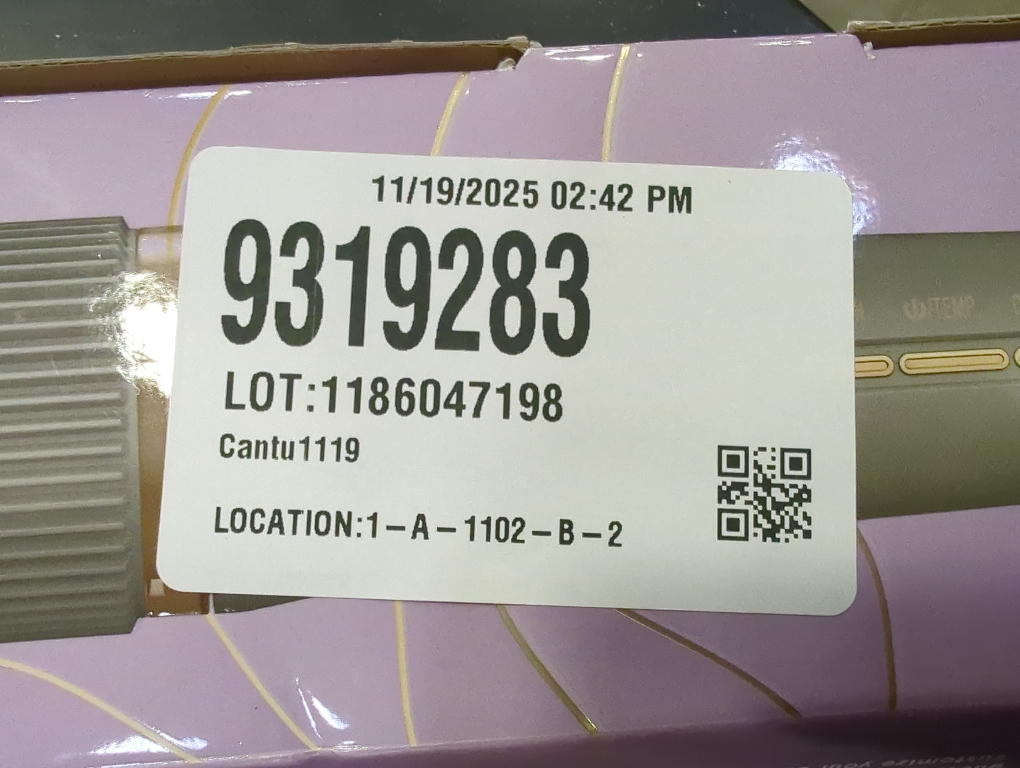 11/19/2025 02:42 PM
9319283
LOT:1186047198
Cantu1119
LOCATION:1-A-1102-B-2
TEMP